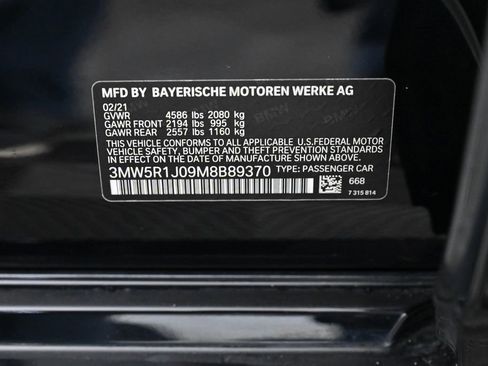 MFD BY BAYERISCHE MOTOREN WERKE AG
02/21
GVWR 4586 lbs 2080 kg
GAWR FRONT 2194 lbs 995 kg
GAWR REAR 2557 lbs 1160 kg
THIS VEHICLE CONFORMS TO ALL APPLICABLE U.S.FEDERAL MOTOR
VEHICLE SAFETY, BUMPER AND THEFT PREVENTION STANDARDS IN
EFFECT ON THE DATE OF MANUFACTURE SHOWN ABOVE.
3MW5R1J09M8B89370 TYPE: PASSENGER CAR
668
7 315 814